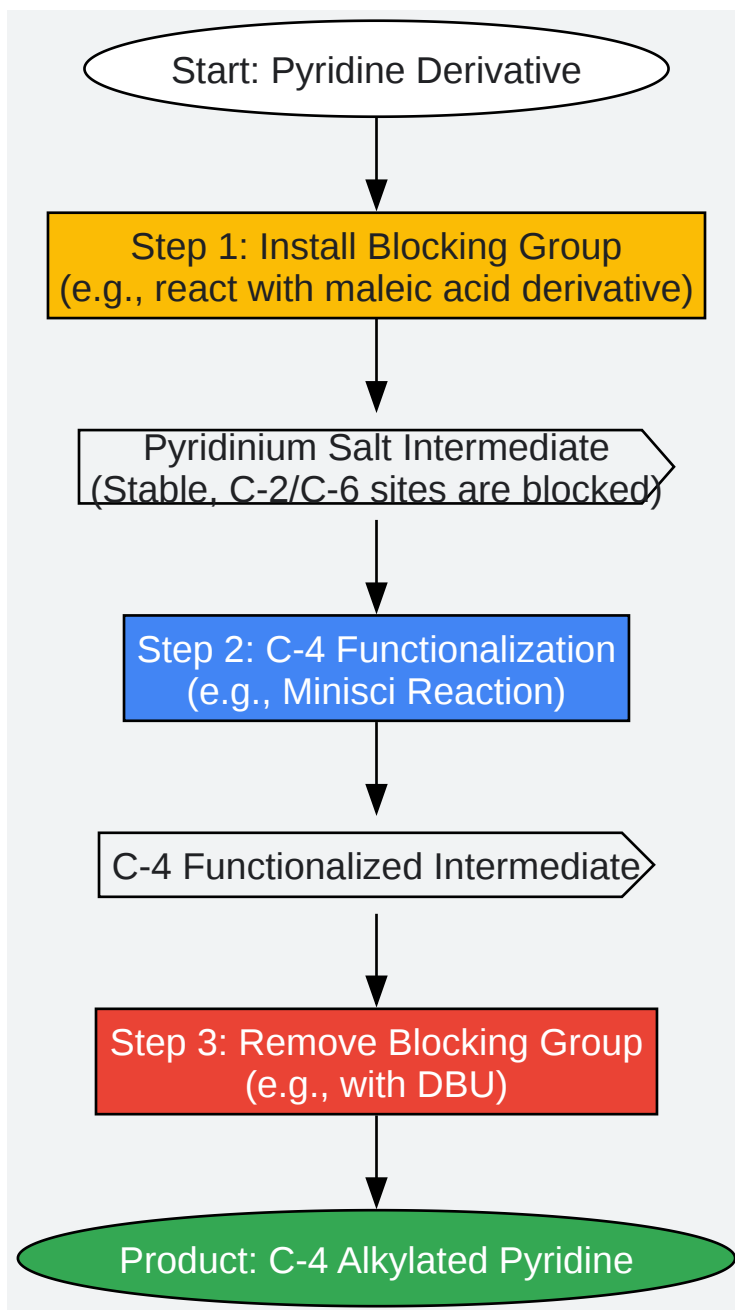 Start: Pyridine Derivative
Step 1: Install Blocking Group
(e.g., react with maleic acid derivative)
Pyridinium Salt Intermediate
(Stable, C-2/C-6 sites are blocked)
Step 2: C-4 Functionalization
(e.g., Minisci Reaction)
C-4 Functionalized Intermediate
Step 3: Remove Blocking Group
(e.g., with DBU)
Product: C-4 Alkylated Pyridine